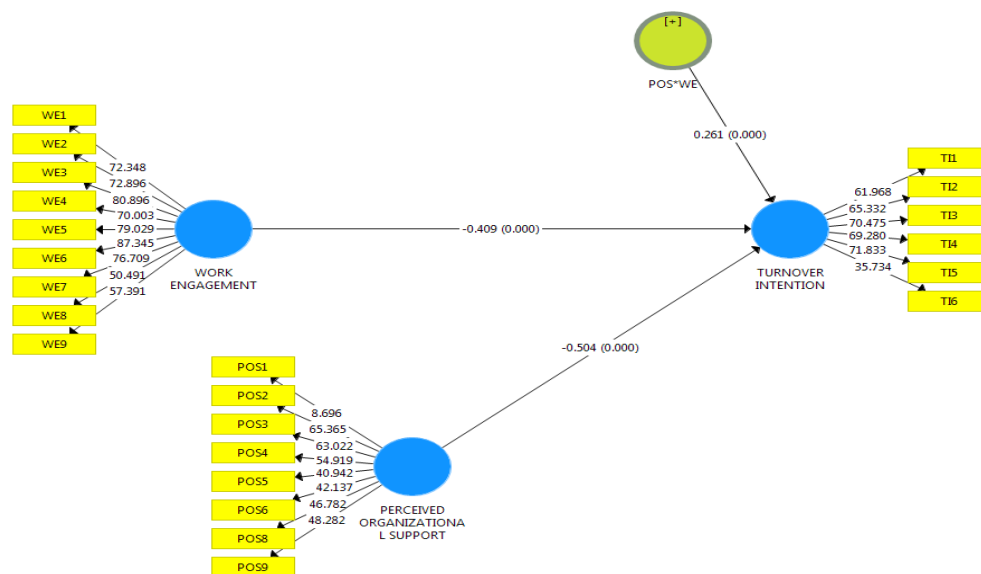 [+]
POS*WE
0.261 (0.000)
WE1
WE2
WE3
WE4
WE5
WE6
WE7
WE8
WE9
72.348
72.896
80.896
70.003
79.029
87.345
76.709
50.491
57.391
WORK
ENGAGEMENT
-0.409 (0.000)
TI1
TI2
TI3
TI4
TI5
TI6
61.968
65.332
70.475
69.280
71.833
35.734
TURNOVER
INTENTION
-0.504 (0.000)
POS1
POS2
POS3
POS4
POS5
POS6
POS8
POS9
8.696
65.365
63.022
54.919
40.942
42.137
46.782
48.282
PERCEIVED
ORGANIZATIONA
L SUPPORT